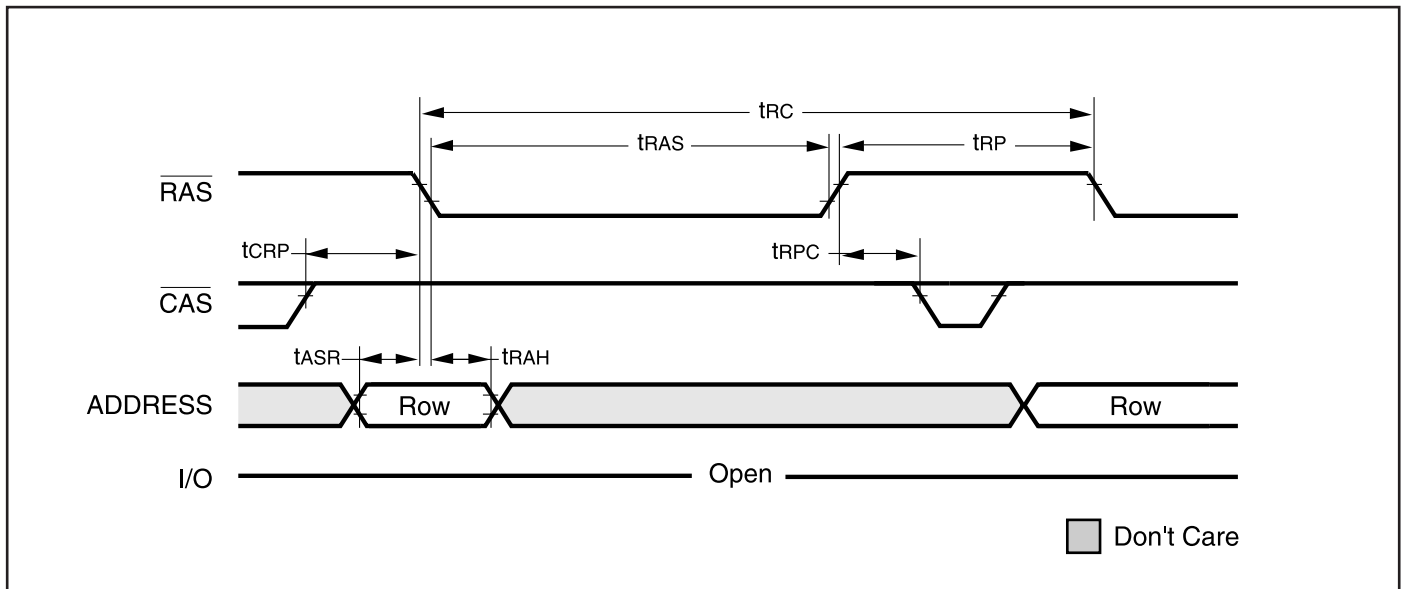 tRC
tRAS
tRP
RAS
tCRP
tRPC
CAS
tASR
tRAH
ADDRESS
Row
Row
I/O
Open
Don't Care